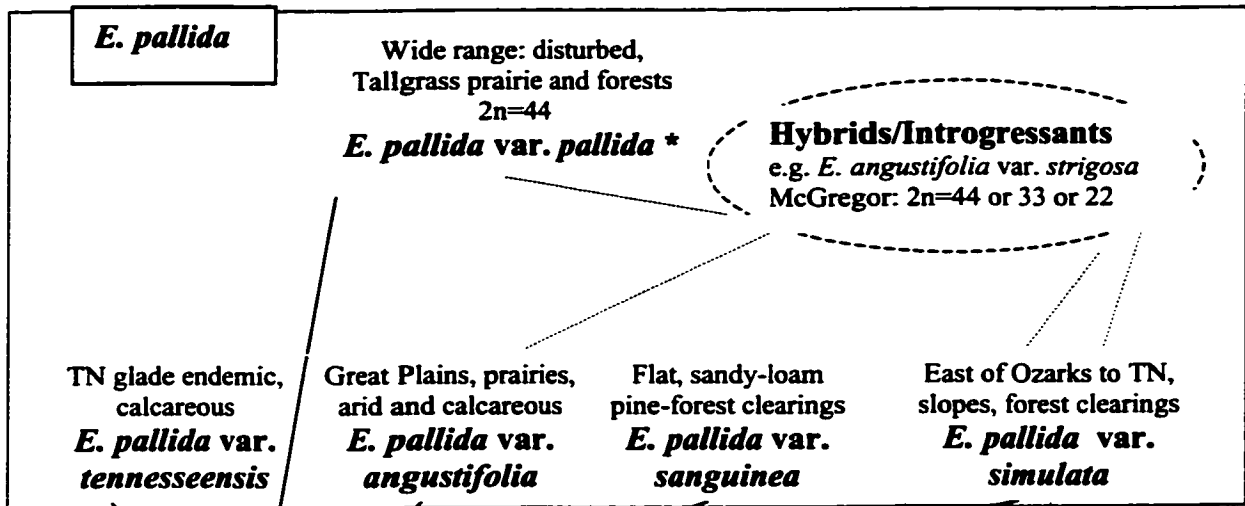 E. pallida
Wide range: disturbed,
Tallgrass prairie and forests
2n=44
E. pallida var. pallida *
Hybrids/Introgressants
e.g. E. angustifolia var. strigosa
McGregor: 2n=44 or 33 or 22
TN glade endemic,
calcareous
E. pallida var.
tennesseensis
Great Plains, prairies,
arid and calcareous
E. pallida var.
angustifolia
Flat, sandy-loam
pine-forest clearings
E. pallida var.
sanguinea
East of Ozarks to TN,
slopes, forest clearings
E. pallida var.
simulata